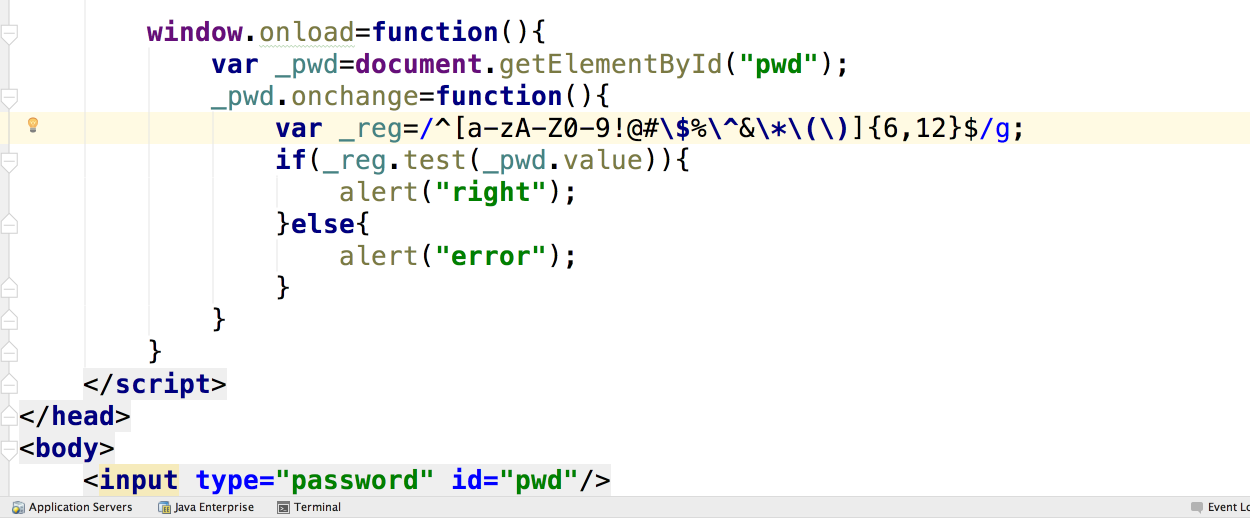 window.onload=function(){
var _pwd=document.getElementById("pwd");
_pwd.onchange=function(){
var _reg=/^[a-zA-Z0-9!@#\$%\^&\*\(\)]{6,12}$/g;
if(_reg.test(_pwd.value)){
alert("right");
}else{
alert("error");
}
}
}
</script>
</head>
<body>
<input type="password" id="pwd"/>
Application Servers Java Enterprise Terminal Event Lo